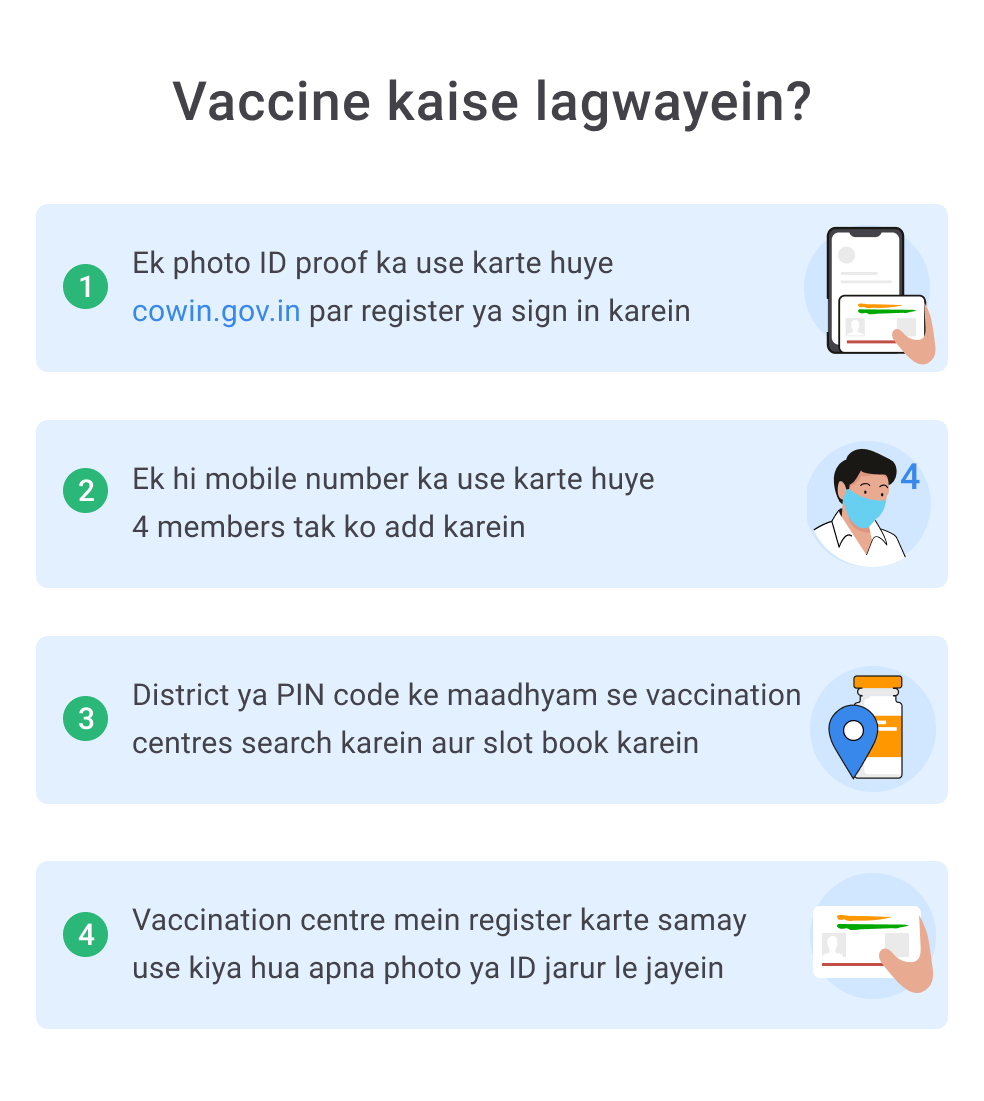 Vaccine kaise lagwayein?
1
Ek photo ID proof ka use karte huye
cowin.gov.in par register ya sign in karein
2
Ek hi mobile number ka use karte huye
4 members tak ko add karein
4
3
District ya PIN code ke maadhyam se vaccination
centres search karein aur slot book karein
4
Vaccination centre mein register karte samay
use kiya hua apna photo ya ID jarur le jayein